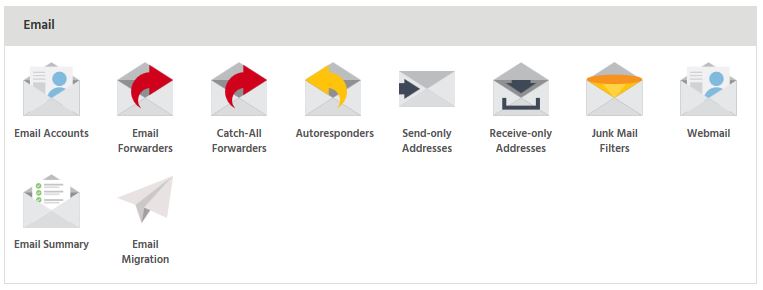 Email
Email Accounts
Email
Forwarders
Catch-All
Forwarders
Autoresponders
Send-only
Addresses
Receive-only
Addresses
Junk Mail
Filters
Webmail
Email Summary
Email
Migration